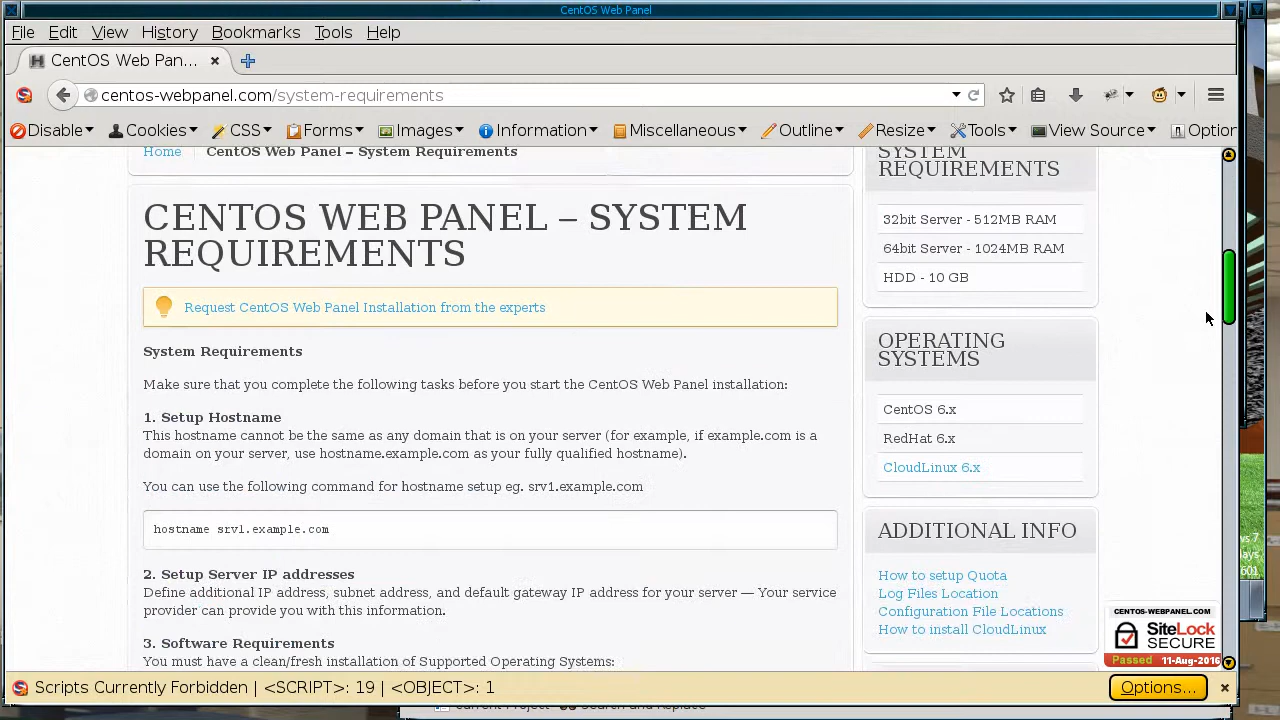 CentOS Web Panel
File Edit View History Bookmarks Tools Help
CentOS Web Pan...
centos-webpanel.com/system-requirements
Disable Cookies CSS Forms Images Information Miscellaneous Outline Resize Tools View Source Option
Home CentOS Web Panel – System Requirements
CENTOS WEB PANEL – SYSTEM
REQUIREMENTS
Request CentOS Web Panel Installation from the experts
System Requirements
Make sure that you complete the following tasks before you start the CentOS Web Panel installation:
1. Setup Hostname
This hostname cannot be the same as any domain that is on your server (for example, if example.com is a
domain on your server, use hostname.example.com as your fully qualified hostname).
You can use the following command for hostname setup eg. srv1.example.com
hostname srv1.example.com
2. Setup Server IP addresses
Define additional IP address, subnet address, and default gateway IP address for your server — Your service
provider can provide you with this information.
3. Software Requirements
You must have a clean/fresh installation of Supported Operating Systems:
SYSTEM
REQUIREMENTS
32bit Server - 512MB RAM
64bit Server - 1024MB RAM
HDD - 10 GB
OPERATING
SYSTEMS
CentOS 6.x
RedHat 6.x
CloudLinux 6.x
ADDITIONAL INFO
How to setup Quota
Log Files Location
Configuration File Locations
How to install CloudLinux
CENTOS-WEBPANEL.COM
SiteLock
SECURE
Passed 11-Aug-2016
Scripts Currently Forbidden | <SCRIPT>: 19 | <OBJECT>: 1
Options...